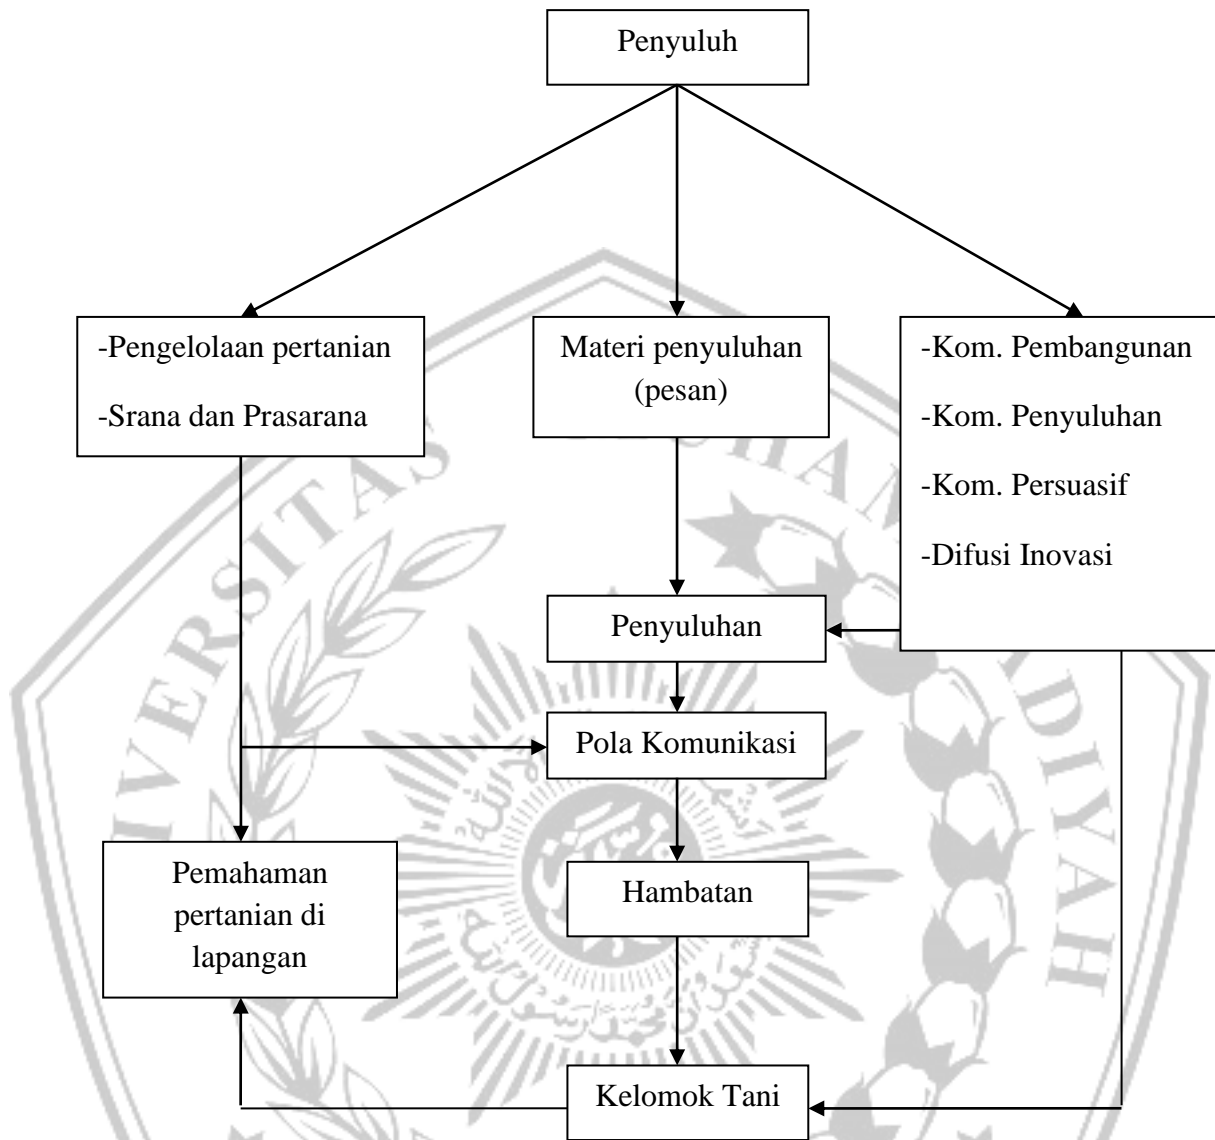 Penyuluh
-Pengelolaan pertanian
-Srana dan Prasarana
Materi penyuluhan
(pesan)
-Kom. Pembangunan
-Kom. Penyuluhan
-Kom. Persuasif
-Difusi Inovasi
Penyuluhan
Pola Komunikasi
Pemahaman
pertanian di
lapangan
Hambatan
Kelomok Tani